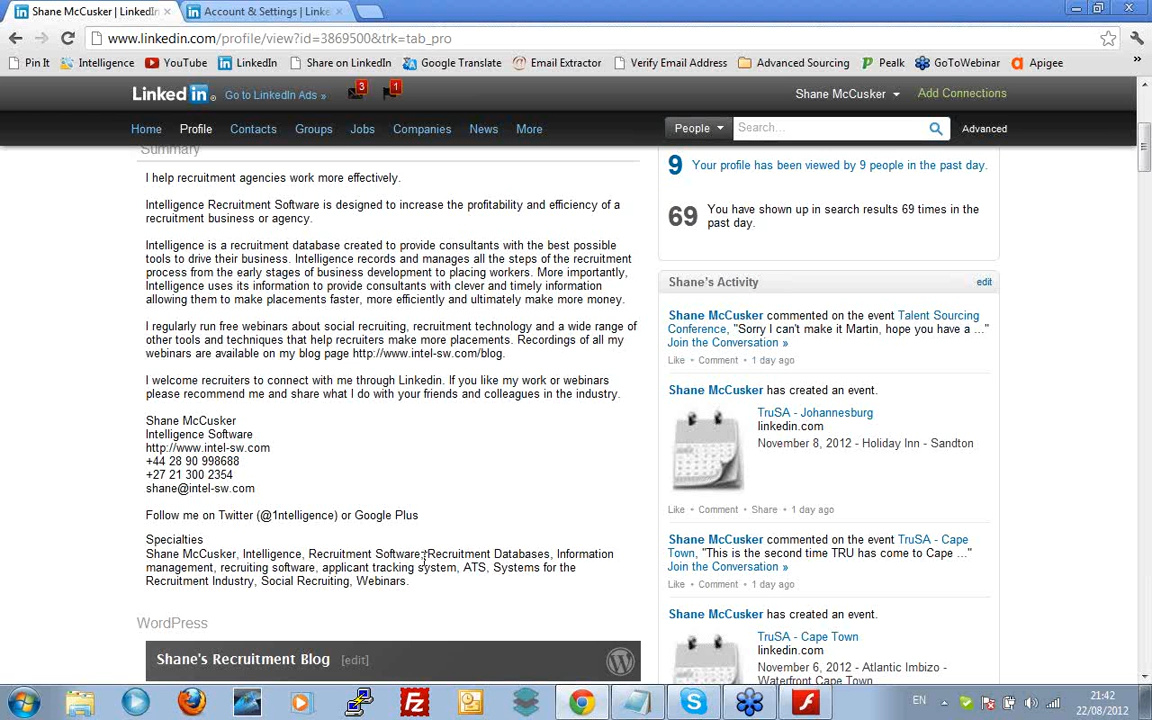 Shane McCusker | LinkedIn
Account & Settings | Linke
www.linkedin.com/profile/view?id=3869500&trk=tab_pro
Pin It Intelligence YouTube LinkedIn Share on LinkedIn Google Translate Email Extractor Verify Email Address Advanced Sourcing Pealk GoToWebinar Apigee »
Linked in Go to LinkedIn Ads » 3 1 Shane McCusker Add Connections
Home Profile Contacts Groups Jobs Companies News More People Search... Advanced
Summary
I help recruitment agencies work more effectively.
Intelligence Recruitment Software is designed to increase the profitability and efficiency of a
recruitment business or agency.
Intelligence is a recruitment database created to provide consultants with the best possible
tools to drive their business. Intelligence records and manages all the steps of the recruitment
process from the early stages of business development to placing workers. More importantly,
Intelligence uses its information to provide consultants with clever and timely information
allowing them to make placements faster, more efficiently and ultimately make more money.
I regularly run free webinars about social recruiting, recruitment technology and a wide range of
other tools and techniques that help recruiters make more placements. Recordings of all my
webinars are available on my blog page http://www.intel-sw.com/blog.
I welcome recruiters to connect with me through Linkedin. If you like my work or webinars
please recommend me and share what I do with your friends and colleagues in the industry.
Shane McCusker
Intelligence Software
http://www.intel-sw.com
+44 28 90 998688
+27 21 300 2354
shane@intel-sw.com
Follow me on Twitter (@1ntelligence) or Google Plus
Specialties
Shane McCusker, Intelligence, Recruitment Software, Recruitment Databases, Information
management, recruiting software, applicant tracking system, ATS, Systems for the
Recruitment Industry, Social Recruiting, Webinars.
WordPress
Shane's Recruitment Blog [edit]
9 Your profile has been viewed by 9 people in the past day.
69 You have shown up in search results 69 times in the
past day.
Shane's Activity edit
Shane McCusker commented on the event Talent Sourcing
Conference, "Sorry I can't make it Martin, hope you have a ..."
Join the Conversation »
Like • Comment • 1 day ago
Shane McCusker has created an event.
TruSA - Johannesburg
linkedin.com
November 8, 2012 - Holiday Inn - Sandton
Like • Comment • Share • 1 day ago
Shane McCusker commented on the event TruSA - Cape
Town, "This is the second time TRU has come to Cape ..."
Join the Conversation »
Like • Comment • 1 day ago
Shane McCusker has created an event.
TruSA - Cape Town
linkedin.com
November 6, 2012 - Atlantic Imbizo -
Waterfront Cape Town
EN 21:42
22/08/2012